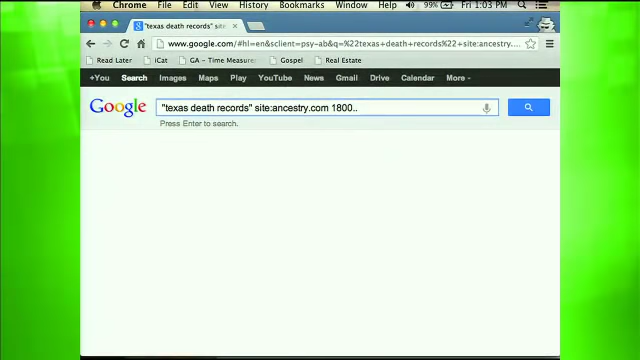 Chrome File Edit View History Bookmarks Window Help 99% Fri 1:03 PM
"texas death records" site:
www.google.com/#hl=en&sclient=psy-ab&q=%22texas+death+records%22+site:ancestry....
Read Later iCat GA - Time Measure Gospel Real Estate
+You Search Images Maps Play YouTube News Gmail Drive Calendar More
Google "texas death records" site:ancestry.com 1800..
Press Enter to search.